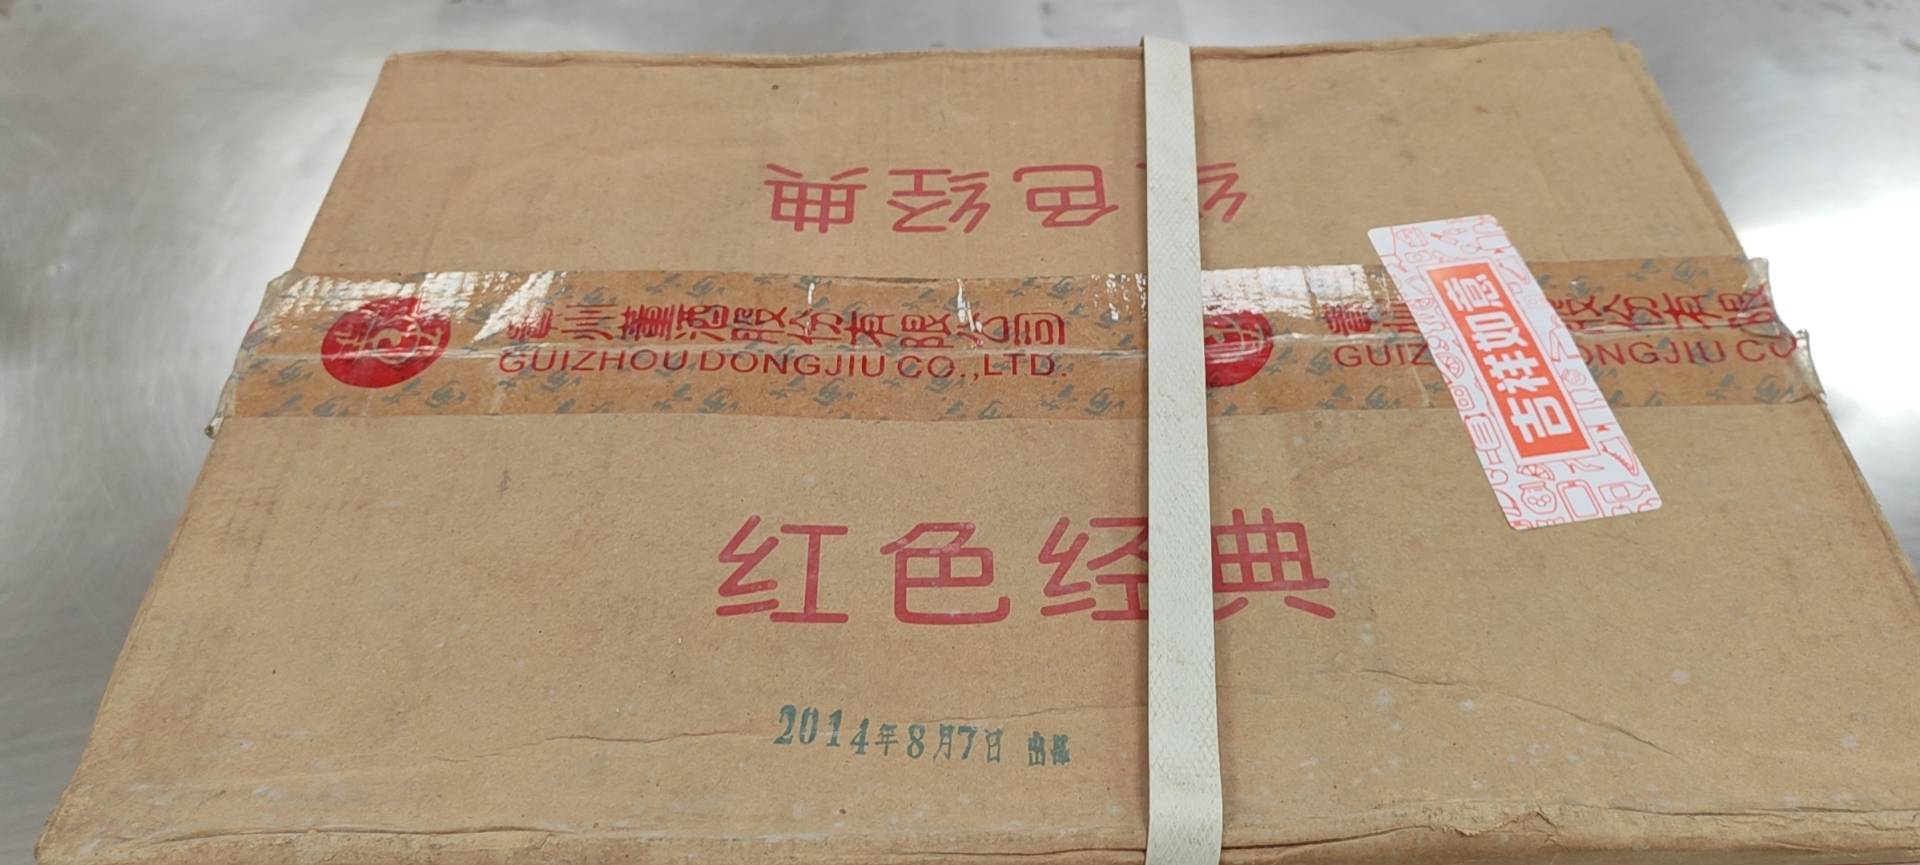 红色经典
贵州董酒股份有限公司
GUIZHOU DONGJIU CO.,LTD.
吉祥如意
红色经典
2014年8月7日 出厂